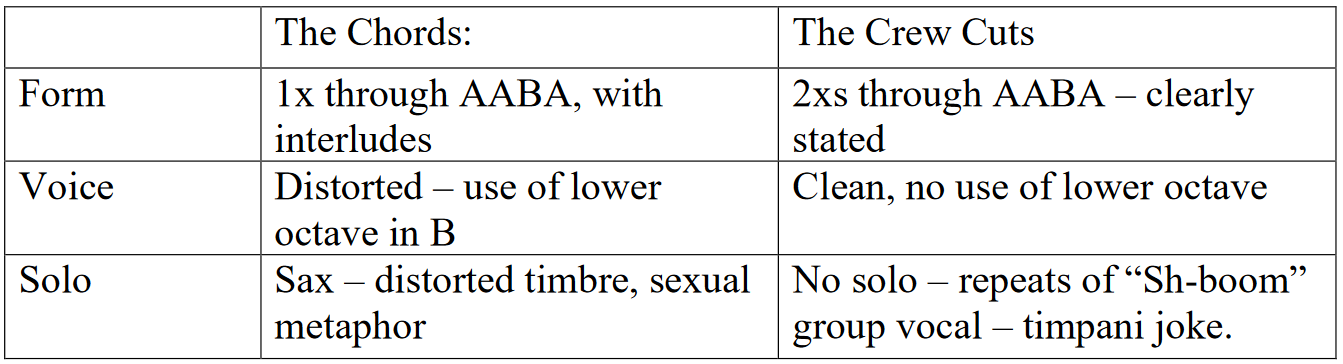 The Chords:
The Crew Cuts
Form
1x through AABA, with
interludes
2xs through AABA – clearly
stated
Voice
Distorted – use of lower
octave in B
Clean, no use of lower octave
Solo
Sax – distorted timbre, sexual
metaphor
No solo – repeats of “Sh-boom”
group vocal – timpani joke.